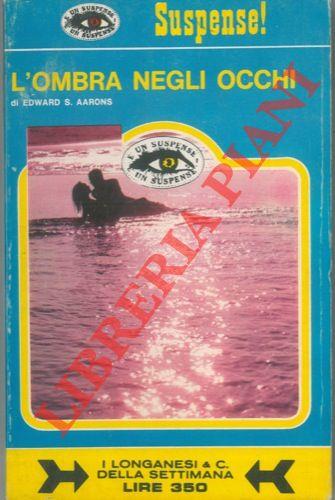 È UN SUSPENSE
È UN SUSPENSE
Suspense!
L'OMBRA NEGLI OCCHI
di EDWARD S. AARONS
È UN SUSPENSE
UN SUSPENSE
LIBRERIA PIANI
I LONGANESI & C.
DELLA SETTIMANA
LIRE 350